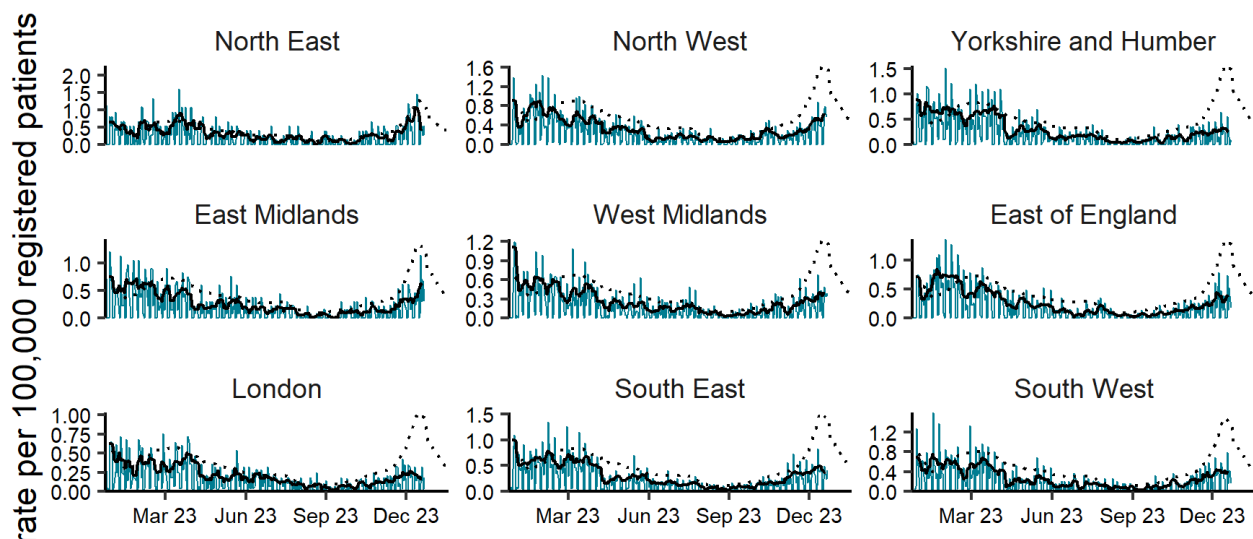 rate per 100,000 registered patients
North East
2.0
1.5
1.0
0.5
0.0
North West
1.6
1.2
0.8
0.4
0.0
Yorkshire and Humber
1.5
1.0
0.5
0.0
East Midlands
1.0
0.5
0.0
West Midlands
1.2
0.9
0.6
0.3
0.0
East of England
1.0
0.5
0.0
London
1.00
0.75
0.50
0.25
0.00
Mar 23 Jun 23 Sep 23 Dec 23
South East
1.5
1.0
0.5
0.0
Mar 23 Jun 23 Sep 23 Dec 23
South West
1.2
0.8
0.4
0.0
Mar 23 Jun 23 Sep 23 Dec 23